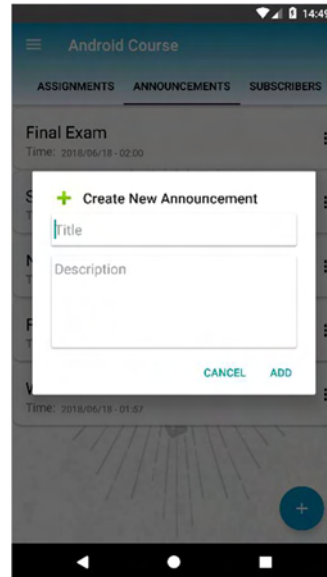 14:49
Android Course
ASSIGNMENTS ANNOUNCEMENTS SUBSCRIBERS
Final Exam
Time: 2018/06/18 - 02:00
Create New Announcement
Title
Description
CANCEL ADD
Time: 2018/06/18 - 01:57